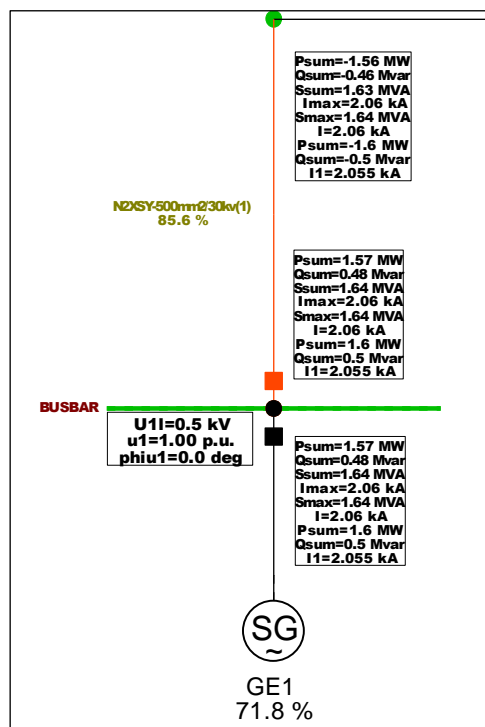 Psum=-1.56 MW
Qsum=-0.46 Mvar
Ssum=1.63 MVA
Imax=2.06 kA
Smax=1.64 MVA
I=2.06 kA
Psum=-1.6 MW
Qsum=-0.5 Mvar
I1=2.055 kA
N2XSY-500mm2/30kv(1)
85.6 %
Psum=1.57 MW
Qsum=0.48 Mvar
Ssum=1.64 MVA
Imax=2.06 kA
Smax=1.64 MVA
I=2.06 kA
Psum=1.6 MW
Qsum=0.5 Mvar
I1=2.055 kA
BUSBAR
U1l=0.5 kV
u1=1.00 p.u.
phiu1=0.0 deg
Psum=1.57 MW
Qsum=0.48 Mvar
Ssum=1.64 MVA
Imax=2.06 kA
Smax=1.64 MVA
I=2.06 kA
Psum=1.6 MW
Qsum=0.5 Mvar
I1=2.055 kA
SG
~
GE1
71.8 %